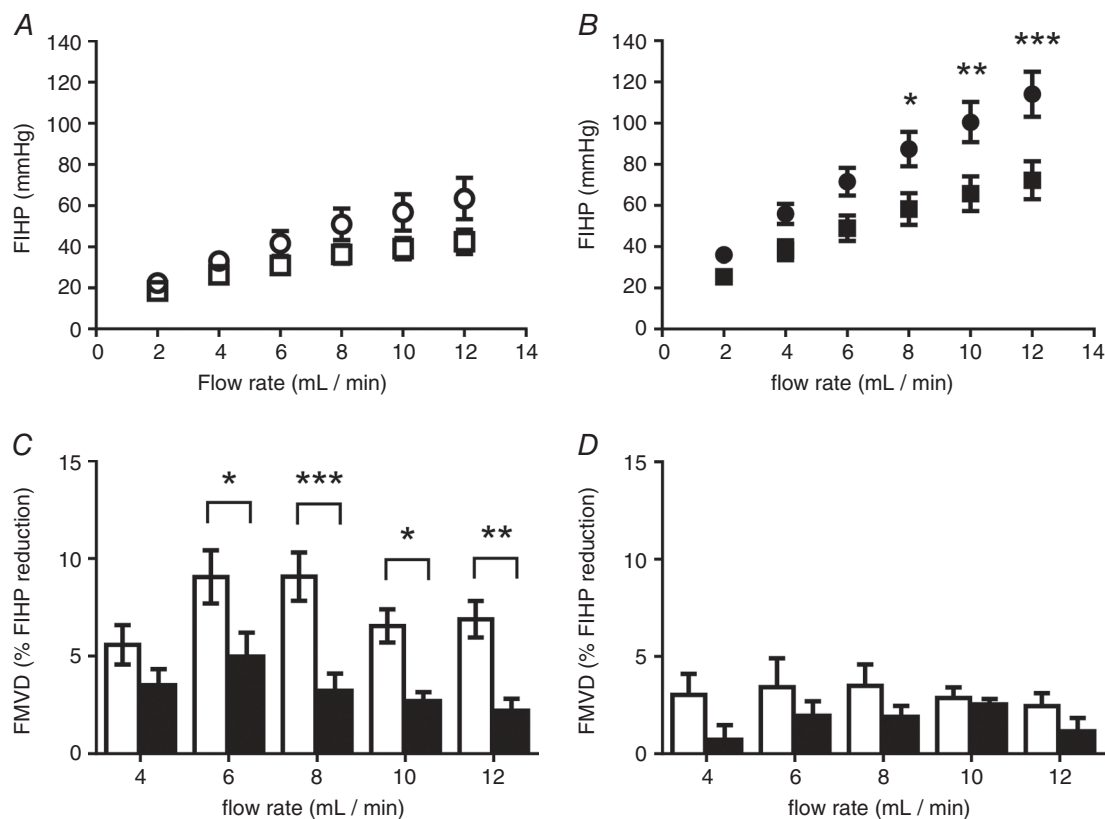 A
140
120
100
80
60
40
20
0
FIHP (mmHg)
0 2 4 6 8 10 12 14
Flow rate (mL / min)
B
140
120
100
80
60
40
20
0
FIHP (mmHg)
* ** ***
0 2 4 6 8 10 12 14
flow rate (mL / min)
C
15
10
5
0
FMVD (% FIHP reduction)
* *** * **
4 6 8 10 12
flow rate (mL / min)
D
15
10
5
0
FMVD (% FIHP reduction)
4 6 8 10 12
flow rate (mL / min)